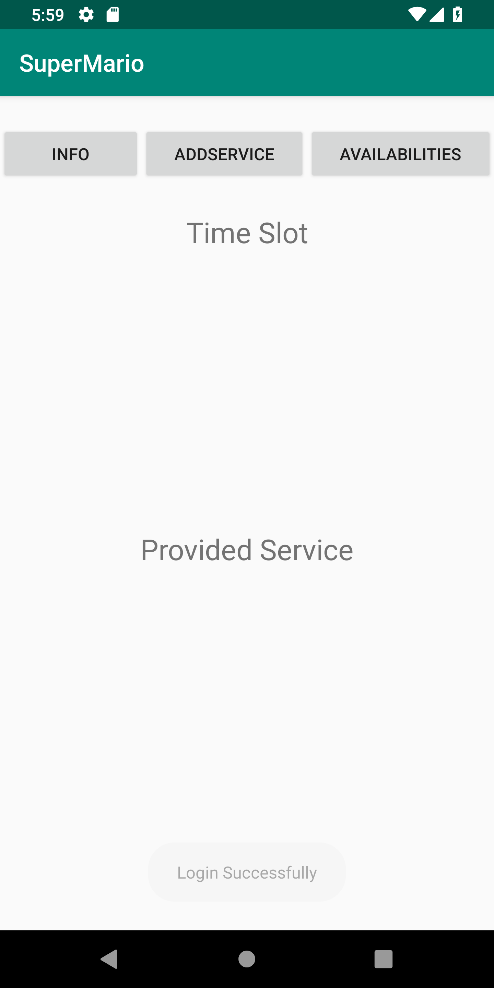 5:59
SuperMario
INFO ADDSERVICE AVAILABILITIES
Time Slot
Provided Service
Login Successfully